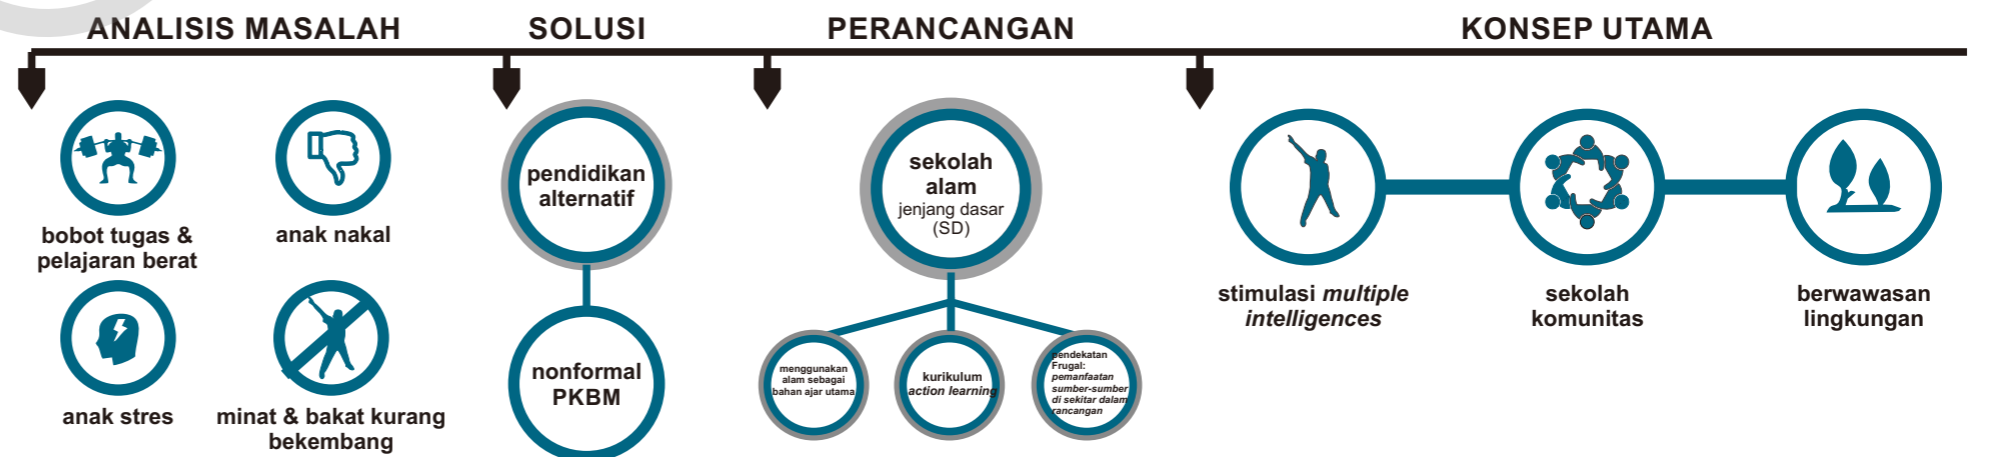 ANALISIS MASALAH
bobot tugas &
pelajaran berat
anak nakal
anak stres
minat & bakat kurang
bekembang
SOLUSI
pendidikan
alternatif
nonformal
PKBM
PERANCANGAN
sekolah
alam
jenjang dasar
(SD)
menggunakan
alam sebagai
bahan ajar utama
kurikulum
action learning
pendekatan
Frugal:
pemanfaatan
sumber-sumber
di sekitar dalam
rancangan
KONSEP UTAMA
stimulasi multiple
intelligences
sekolah
komunitas
berwawasan
lingkungan